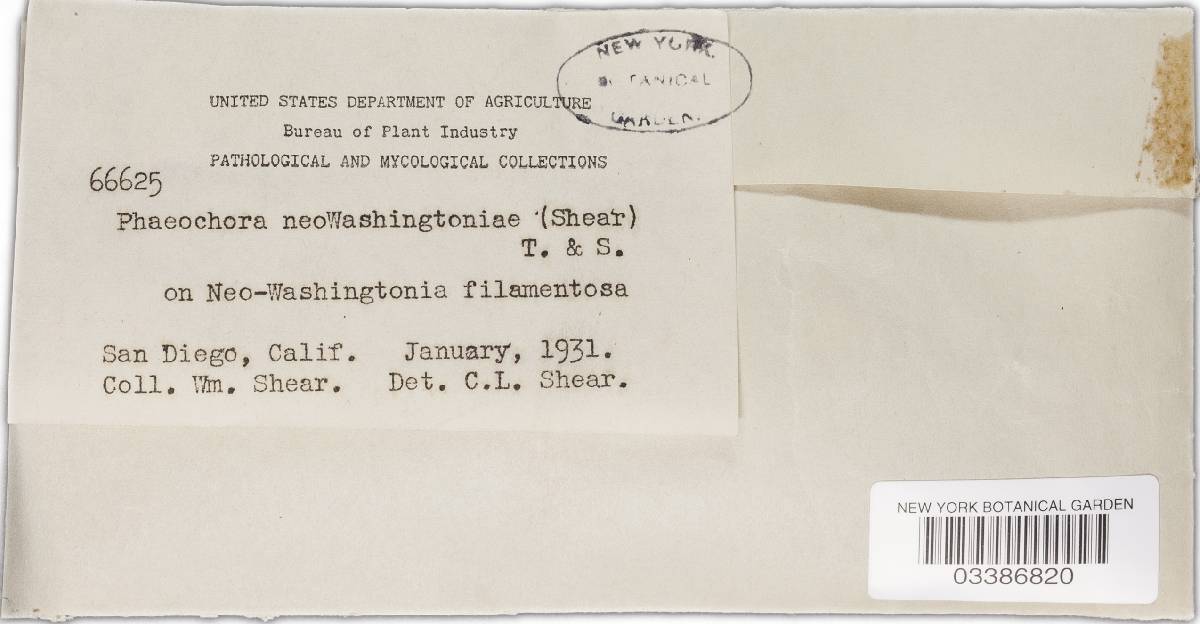 NEW YORK
BOTANICAL
GARDEN.
UNITED STATES DEPARTMENT OF AGRICULTURE
Bureau of Plant Industry
PATHOLOGICAL AND MYCOLOGICAL COLLECTIONS
66625
Phaeochora neoWashingtoniae (Shear)
T. & S.
on Neo-Washingtonia filamentosa
San Diego, Calif. January, 1931.
Coll. Wm. Shear. Det. C.L. Shear.
NEW YORK BOTANICAL GARDEN
03386820